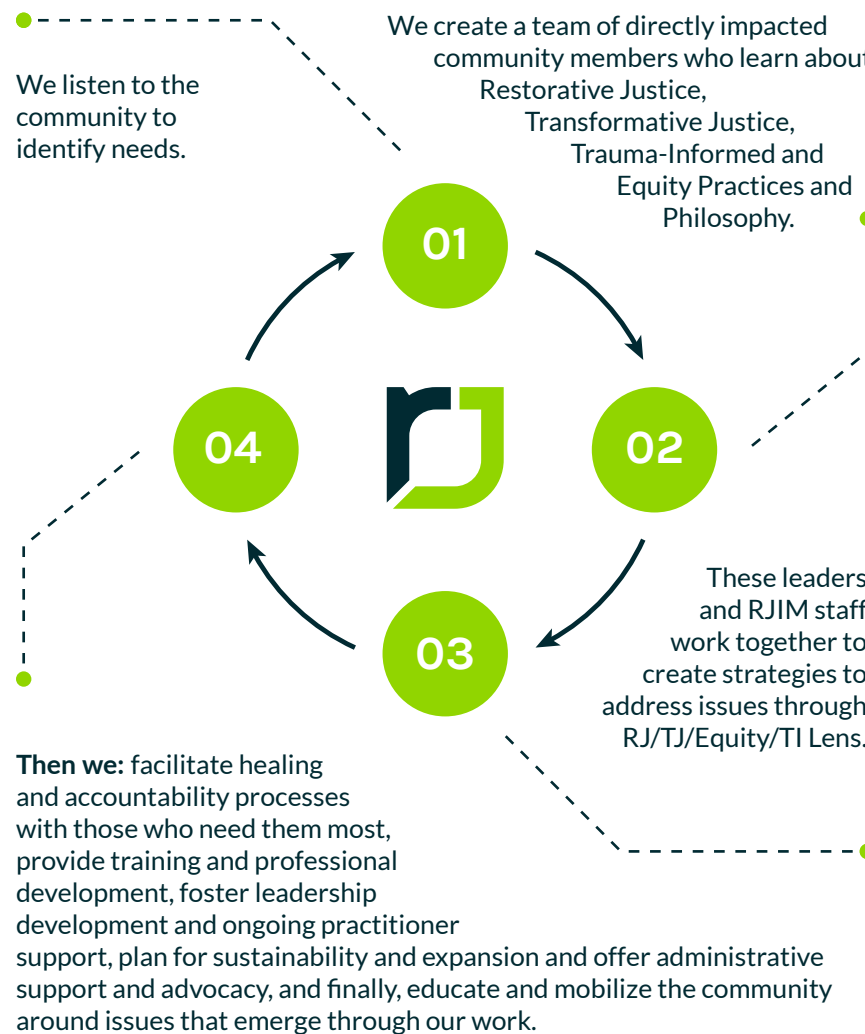 We listen to the
community to
identify needs.
We create a team of directly impacted
community members who learn about
Restorative Justice,
Transformative Justice,
Trauma-Informed and
Equity Practices and
Philosophy.
01
02
03
04
rJ
These leaders
and RJIM staff
work together to
create strategies to
address issues through
RJ/TJ/Equity/TI Lens.
Then we: facilitate healing
and accountability processes
with those who need them most,
provide training and professional
development, foster leadership
development and ongoing practitioner
support, plan for sustainability and expansion and offer administrative
support and advocacy, and finally, educate and mobilize the community
around issues that emerge through our work.